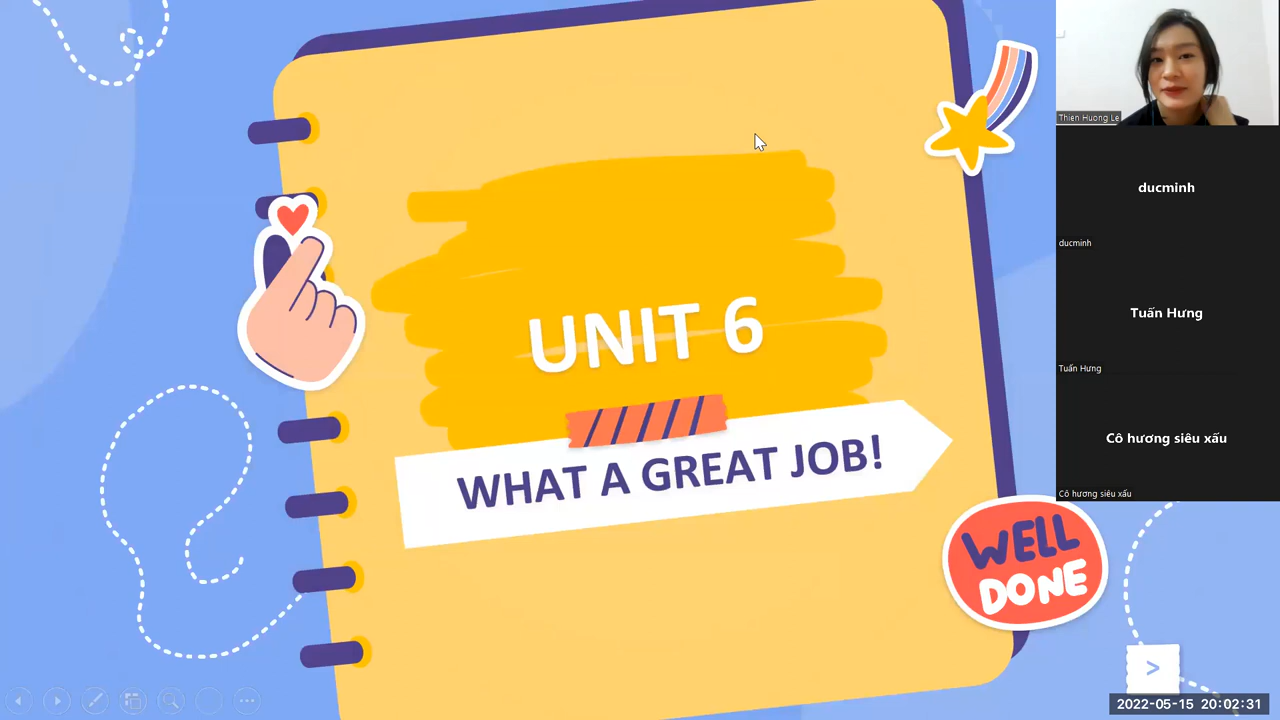 UNIT 6
WHAT A GREAT JOB!
WELL
DONE
>
Thien Huong Le
ducminh
ducminh
Tuấn Hưng
Tuấn Hưng
Cô hương siêu xấu
Cô hương siêu xấu
2022-05-15 20:02:31